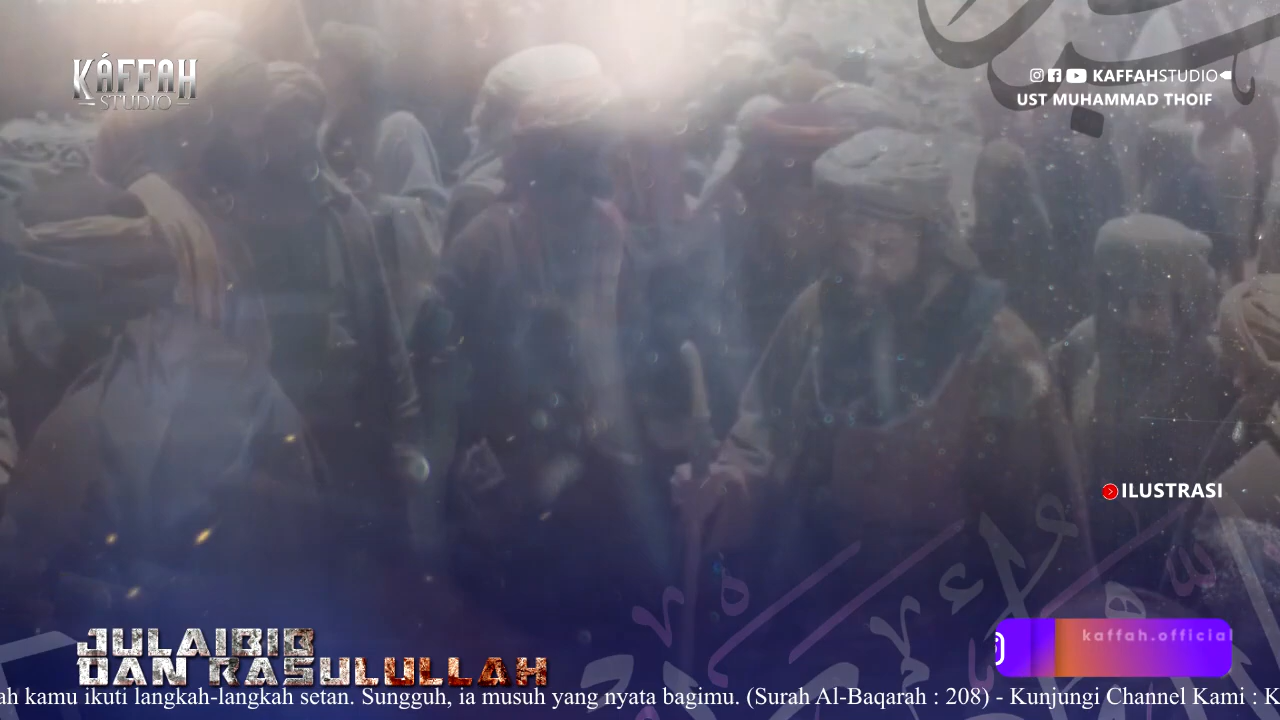 KÁFFAH
STUDIO
KAFFAHSTUDIO
UST MUHAMMAD THOIF
ILUSTRASI
JULAIBIB
DAN RASULULLAH
kaffah.official
ah kamu ikuti langkah-langkah setan. Sungguh, ia musuh yang nyata bagimu. (Surah Al-Baqarah : 208) - Kunjungi Channel Kami : K